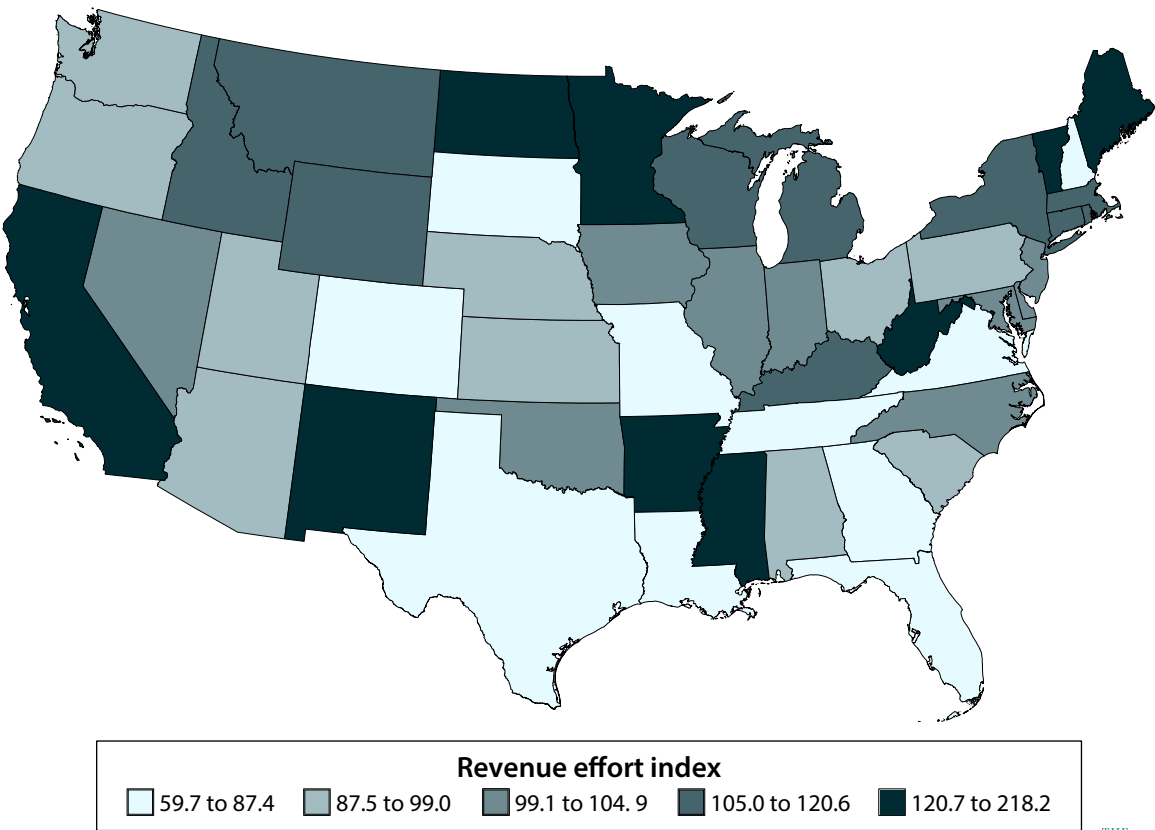 Revenue effort index
59.7 to 87.4 87.5 to 99.0 99.1 to 104. 9 105.0 to 120.6 120.7 to 218.2